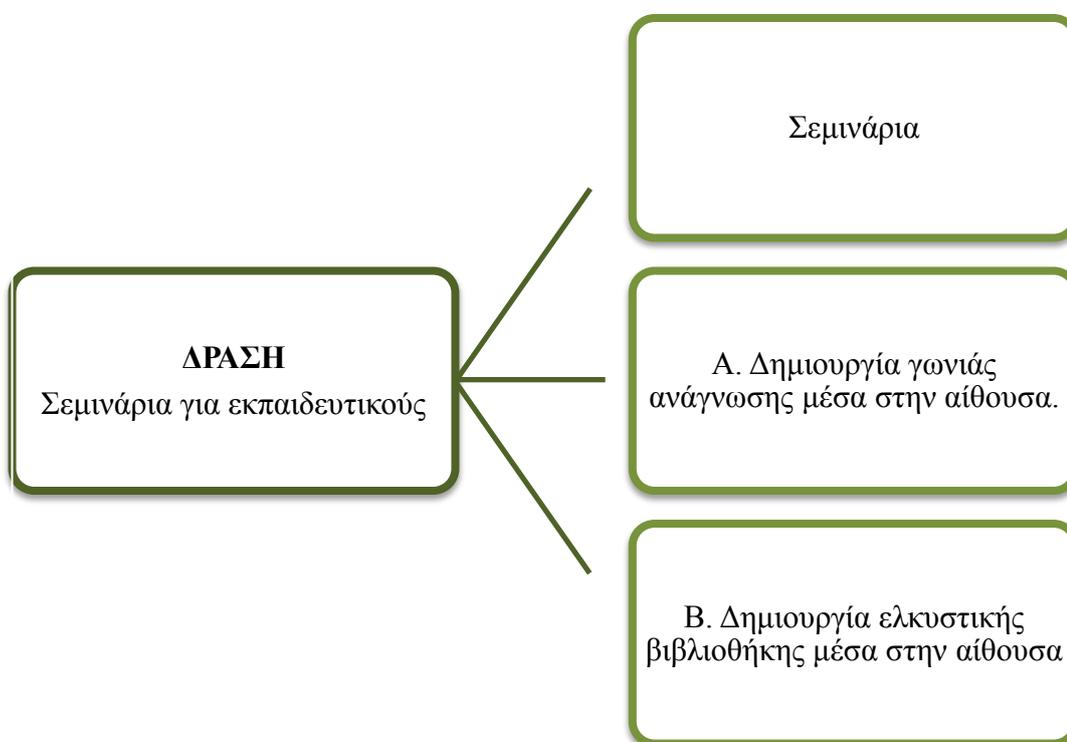 Σεμινάρια
ΔΡΑΣΗ
Σεμινάρια για εκπαιδευτικούς
Α. Δημιουργία γωνιάς
ανάγνωσης μέσα στην αίθουσα.
Β. Δημιουργία ελκυστικής
βιβλιοθήκης μέσα στην αίθουσα